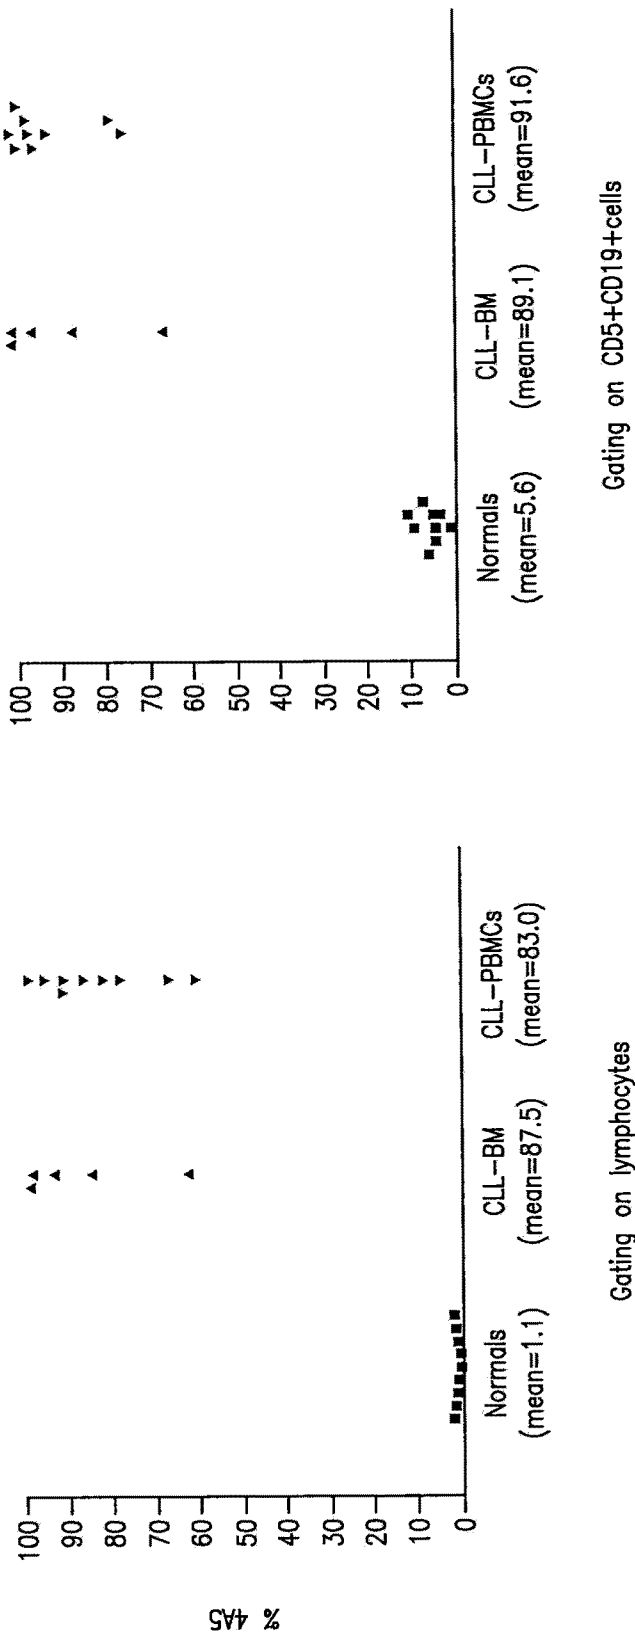 % 4A5
100
90
80
70
60
50
40
30
20
10
0
Normals
(mean=1.1)
CLL-BM
(mean=87.5)
CLL-PBMCs
(mean=83.0)
Gating on lymphocytes
100
90
80
70
60
50
40
30
20
10
0
Normals
(mean=5.6)
CLL-BM
(mean=89.1)
CLL-PBMCs
(mean=91.6)
Gating on CD5+CD19+cells